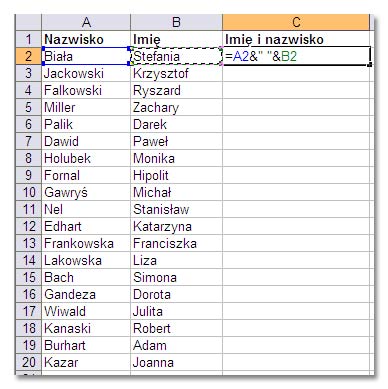 A B C
1 Nazwisko Imię Imię i nazwisko
2 Biała Stefania =A2&" "&B2
3 Jackowski Krzysztof
4 Falkowski Ryszard
5 Miller Zachary
6 Palik Darek
7 Dawid Paweł
8 Holubek Monika
9 Fornal Hipolit
10 Gawryś Michał
11 Nel Stanisław
12 Edhart Katarzyna
13 Frankowska Franciszka
14 Lakowska Liza
15 Bach Simona
16 Gandeza Dorota
17 Wiwald Julita
18 Kanaski Robert
19 Burhart Adam
20 Kazar Joanna